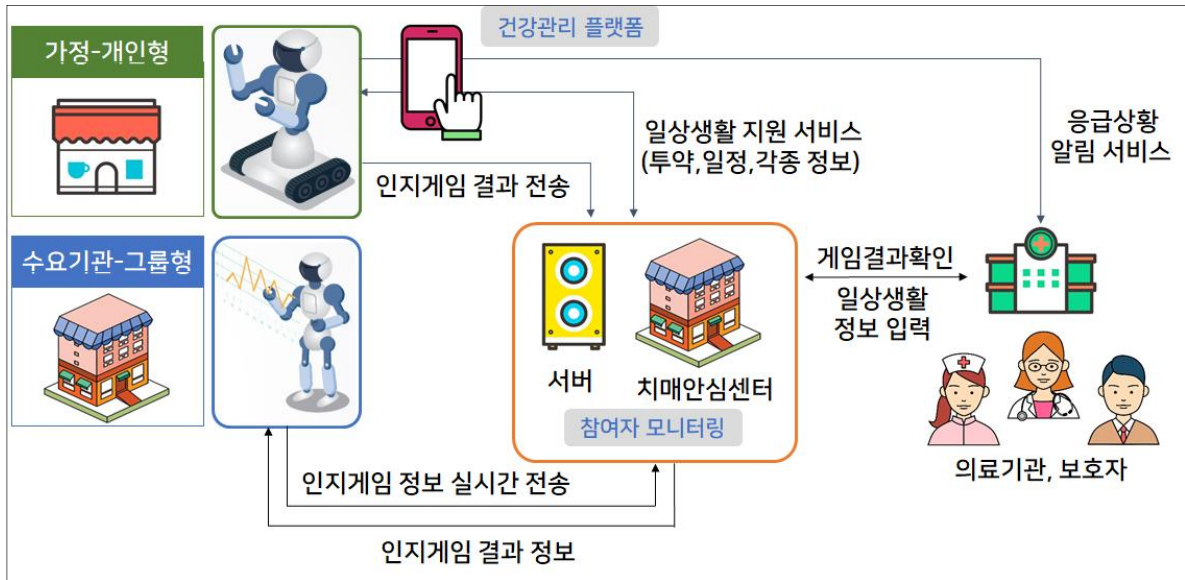 건강관리 플랫폼
가정-개인형
일상생활 지원 서비스
(투약,일정,각종 정보)
응급상황
알림 서비스
인지게임 결과 전송
수요기관-그룹형
게임결과확인
일상생활
정보 입력
서버
치매안심센터
참여자 모니터링
의료기관, 보호자
인지게임 정보 실시간 전송
인지게임 결과 정보